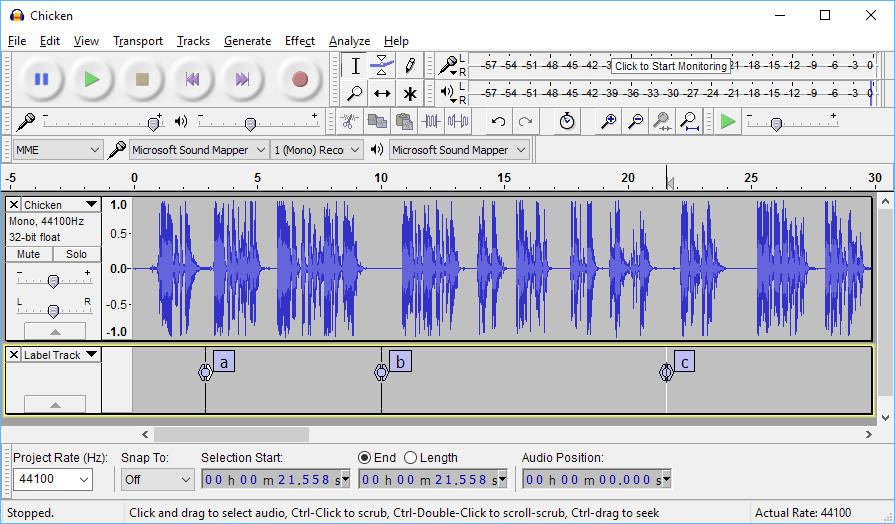 Chicken
File Edit View Transport Tracks Generate Effect Analyze Help
L
R
-57 -54 -51 -48 -45 -42 -3 Click to Start Monitoring -21 -18 -15 -12 -9 -6 -3 0
L
R
-57 -54 -51 -48 -45 -42 -39 -36 -33 -30 -27 -24 -21 -18 -15 -12 -9 -6 -3 0
- + - +
- +
MME Microsoft Sound Mapper 1 (Mono) Reco Microsoft Sound Mapper
-5 0 5 10 15 20 25 30
Chicken
Mono, 44100Hz
32-bit float
Mute Solo
- +
L R
1.0
0.5-
0.0-
-0.5-
-1.0
Label Track
a b c
Project Rate (Hz): Snap To: Selection Start: End Length Audio Position:
44100 Off 00 h 00 m 21.558 s 00 h 00 m 21.558 s 00 h 00 m 00.000 s
Stopped. Click and drag to select audio, Ctrl-Click to scrub, Ctrl-Double-Click to scroll-scrub, Ctrl-drag to seek Actual Rate: 44100